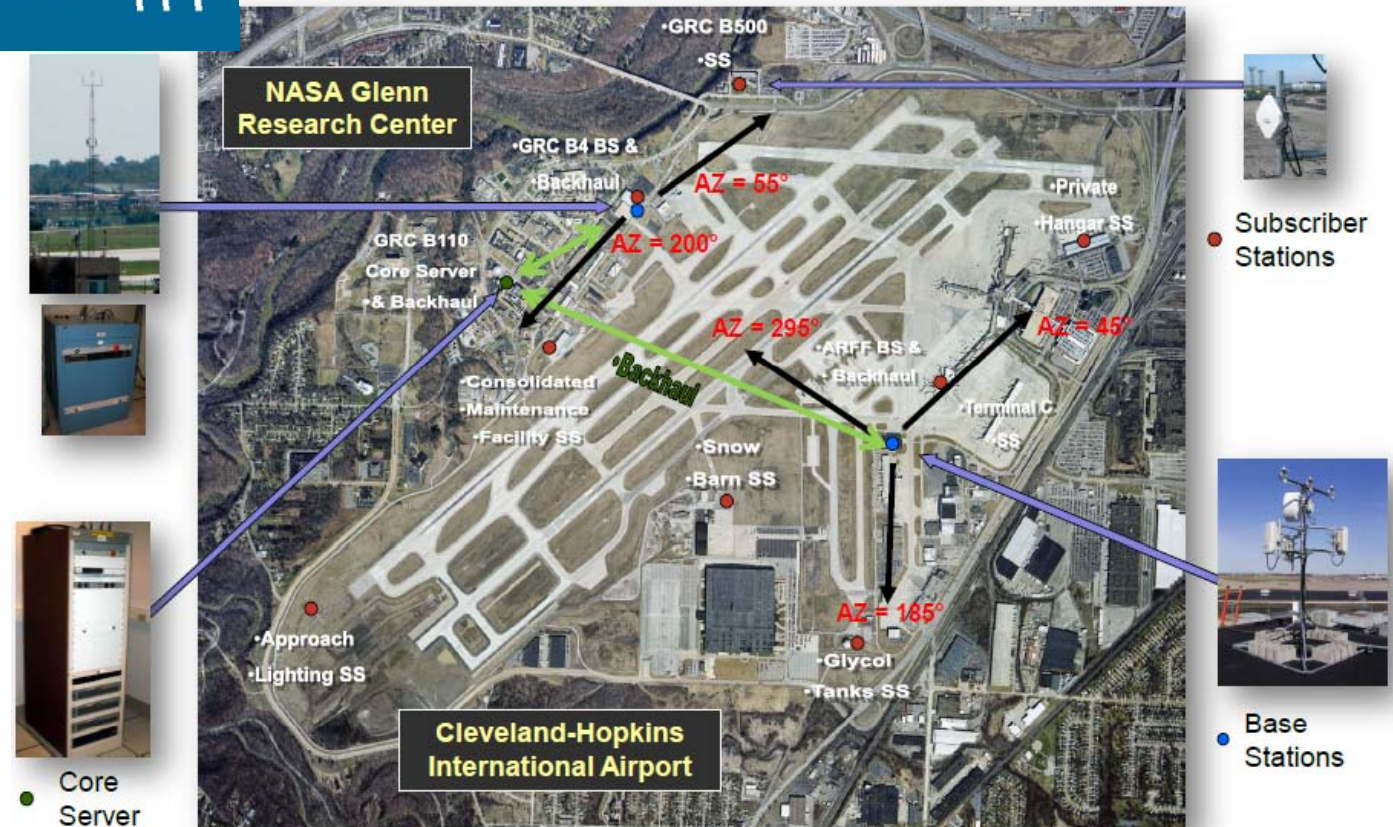 •GRC B500
•SS
NASA Glenn
Research Center
•GRC B4 BS &
•Backhaul
AZ = 55°
•Private
•Hangar SS
Subscriber
Stations
GRC B110
Core Server
•& Backhaul
AZ = 200°
AZ = 295°
AZ = 45°
•ARFF BS &
• Backhaul
•Backhaul
•Consolidated
•Maintenance
•Facility SS
•Terminal C
•SS
•Snow
•Barn SS
AZ = 185°
•Approach
•Lighting SS
•Glycol
•Tanks SS
Cleveland-Hopkins
International Airport
Base
Stations
Core
Server